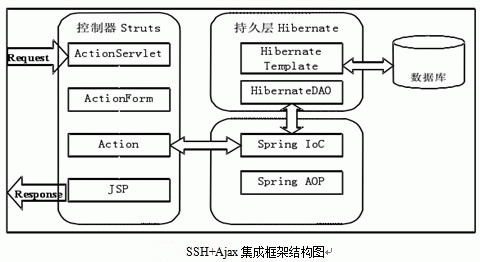 控制器 Struts
Request
ActionServlet
ActionForm
Action
JSP
Response
持久层 Hibernate
Hibernate
Template
HibernateDAO
数据库
Spring IoC
Spring AOP
SSH+Ajax 集成框架结构图